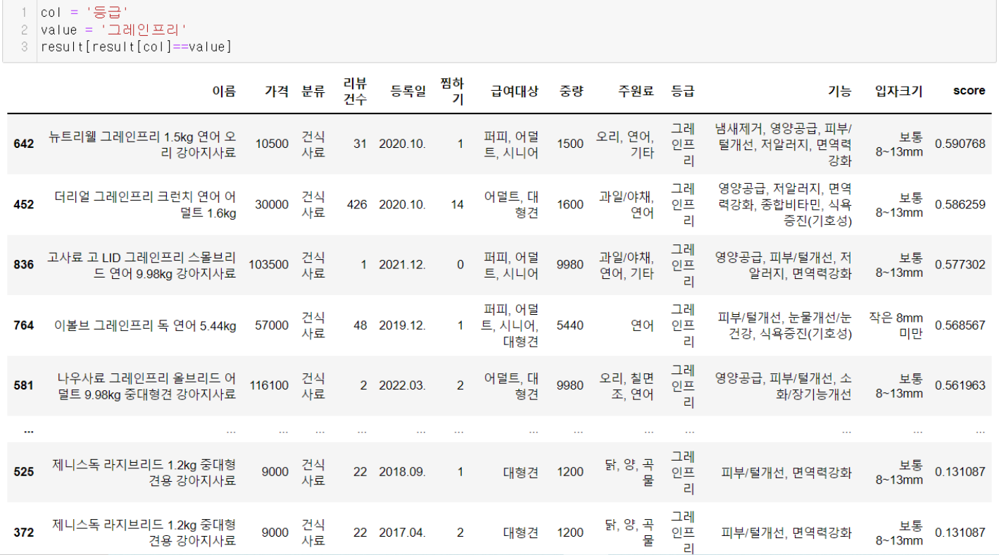 1 col = '등급'
2 value = '그레인프리'
3 result[result[col]==value]
이름 가격 분류 리뷰 건수 등록일 찜하 기 급여대상 중량 주원료 등급 기능 입자크기 score
642 뉴트리웰 그레인프리 1.5kg 연어 오 리 강아지사료 10500 건식 사료 31 2020.10. 1 퍼피, 어덜 트, 시니어 1500 오리, 연어, 기타 그레 인프 리 냄새제거, 영양공급, 피부/ 털개선, 저알러지, 면역력 강화 보통 8~13mm 0.590768
452 더리얼 그레인프리 크런치 연어 어 덜트 1.6kg 30000 건식 사료 426 2020.10. 14 어덜트, 대 형견 1600 과일/야채, 연어 그레 인프 리 영양공급, 저알러지, 면역 력강화, 종합비타민, 식욕 증진(기호성) 보통 8~13mm 0.586259
836 고사료 고 LID 그레인프리 스몰브리 드 연어 9.98kg 강아지사료 103500 건식 사료 1 2021.12. 0 퍼피, 어덜 트, 시니어 9980 과일/야채, 연어, 기타 그레 인프 리 영양공급, 피부/털개선, 저 알러지, 면역력강화 보통 8~13mm 0.577302
764 이볼브 그레인프리 독 연어 5.44kg 57000 건식 사료 48 2019.12. 1 퍼피, 어덜 트, 시니어, 대형견 5440 연어 그레 인프 리 피부/털개선, 눈물개선/눈 건강, 식욕증진(기호성) 작은 8mm 미만 0.568567
581 나우사료 그레인프리 올브리드 어 덜트 9.98kg 중대형견 강아지사료 116100 건식 사료 2 2022.03. 2 어덜트, 대 형견 9980 오리, 칠면 조, 연어 그레 인프 리 영양공급, 피부/털개선, 소 화/장기능개선 보통 8~13mm 0.561963
... ... ... ... ... ... ... ... ... ... ... ... ... ...
525 제니스독 라지브리드 1.2kg 중대형 견용 강아지사료 9000 건식 사료 22 2018.09. 1 대형견 1200 닭, 양, 곡 물 그레 인프 리 피부/털개선, 면역력강화 보통 8~13mm 0.131087
372 제니스독 라지브리드 1.2kg 중대형 견용 강아지사료 9000 건식 사료 22 2017.04. 2 대형견 1200 닭, 양, 곡 물 그레 인프 리 피부/털개선, 면역력강화 보통 8~13mm 0.131087